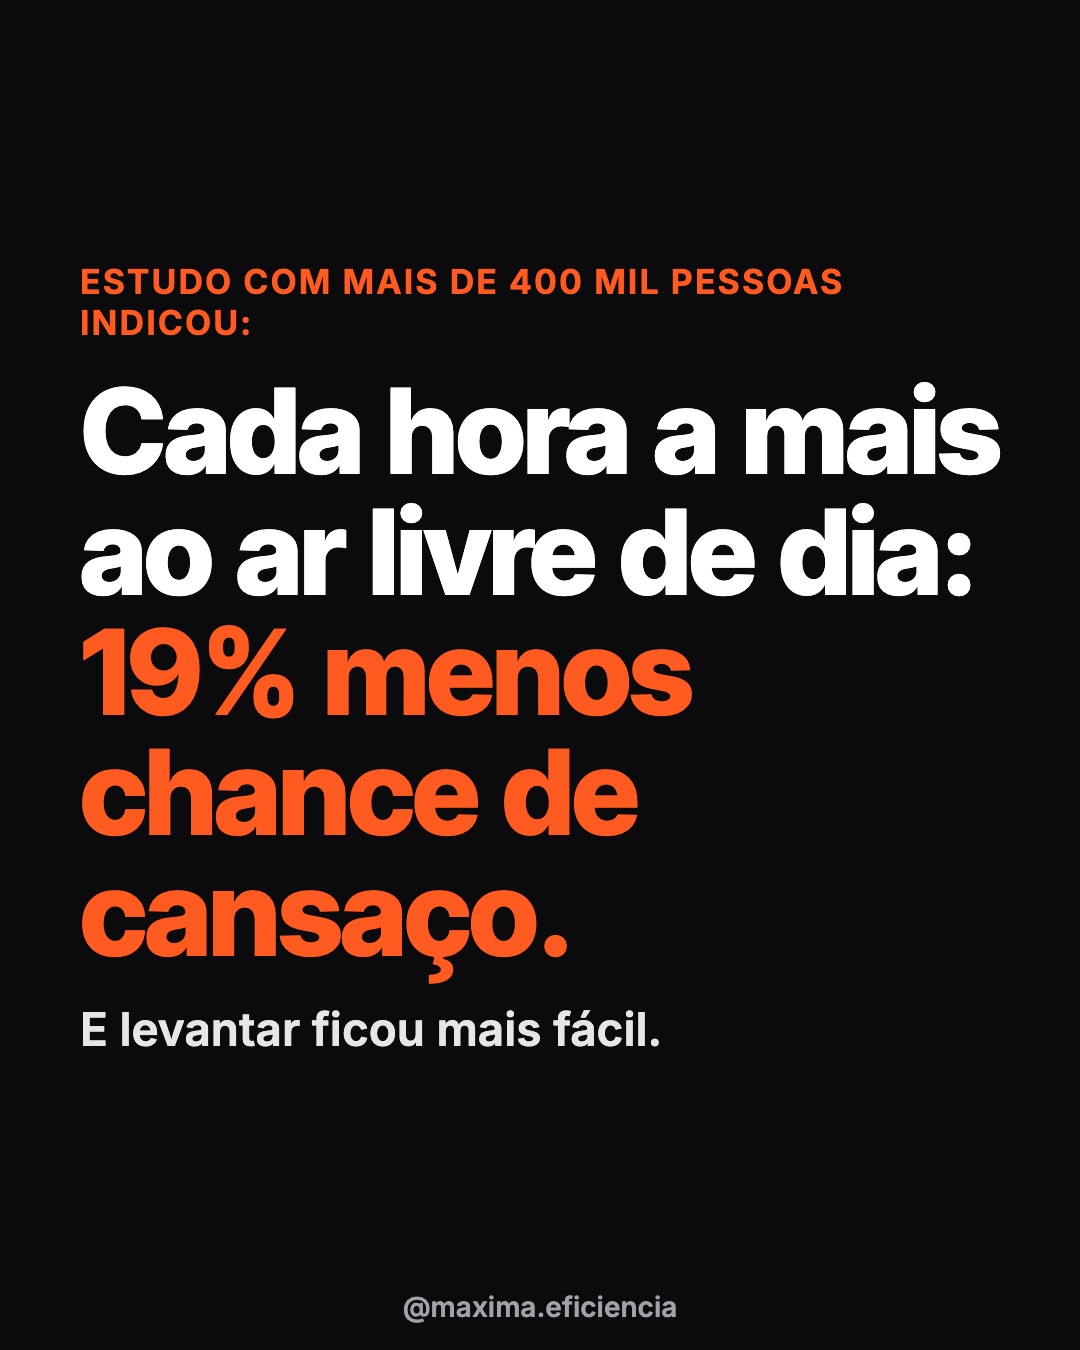 ESTUDO COM MAIS DE 400 MIL PESSOAS
INDICOU:
Cada hora a mais
ao ar livre de dia:
19% menos
chance de
cansaço.
E levantar ficou mais fácil.
@maxima.eficiencia